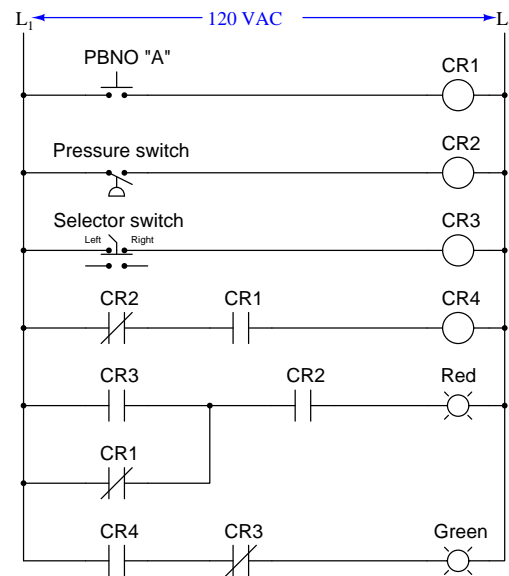 L1 120 VAC L
PBNO "A" CR1
Pressure switch CR2
Selector switch CR3
Left Right
CR2 CR1 CR4
CR3 CR2 Red
CR1
CR4 CR3 Green